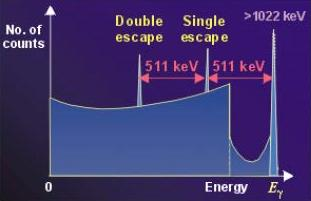 No. of
counts
Double
escape
Single
escape
>1022 keV
511 keV
511 keV
0
Energy
Eγ